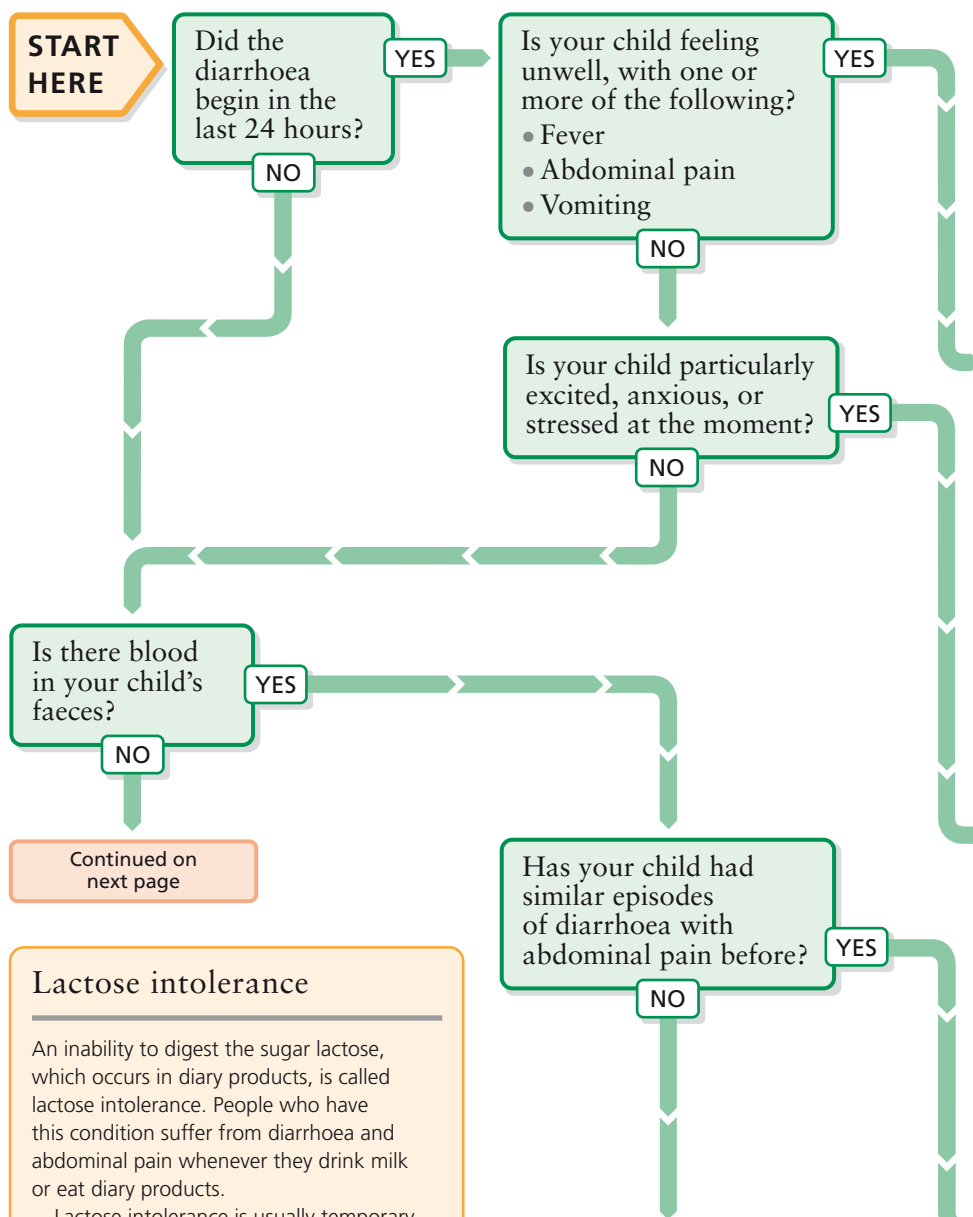 START
HERE
Did the
diarrhoea
begin in the
last 24 hours?
YES
NO
Is your child feeling
unwell, with one or
more of the following?
• Fever
• Abdominal pain
• Vomiting
YES
NO
Is your child particularly
excited, anxious, or
stressed at the moment?
YES
NO
Is there blood
in your child's
faeces?
YES
NO
Continued on
next page
Has your child had
similar episodes
of diarrhoea with
abdominal pain before?
YES
NO
Lactose intolerance
An inability to digest the sugar lactose,
which occurs in diary products, is called
lactose intolerance. People who have
this condition suffer from diarrhoea and
abdominal pain whenever they drink milk
or eat diary products.
Lactose intolerance is usually temporary